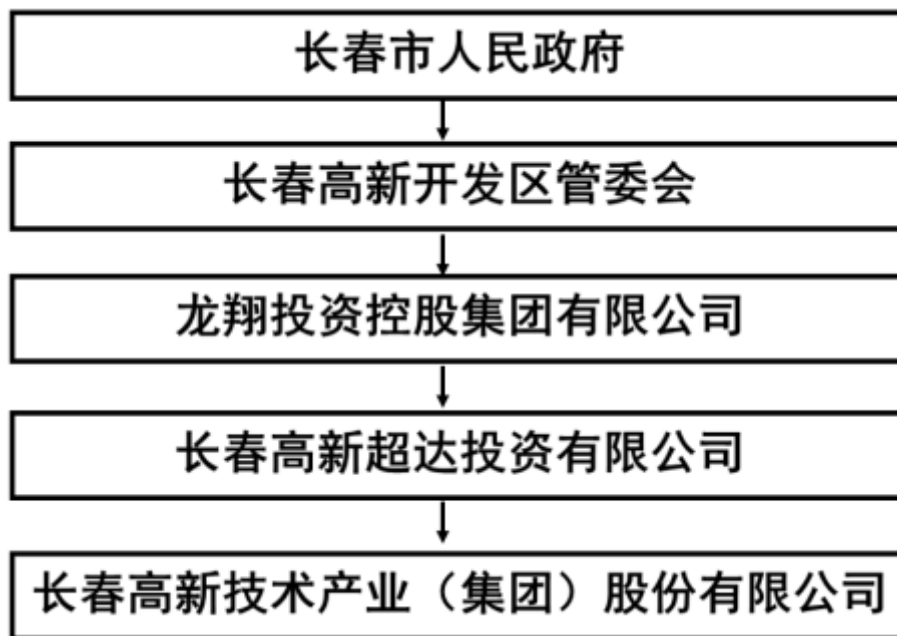 长春市人民政府
长春高新开发区管委会
龙翔投资控股集团有限公司
长春高新超达投资有限公司
长春高新技术产业（集团）股份有限公司